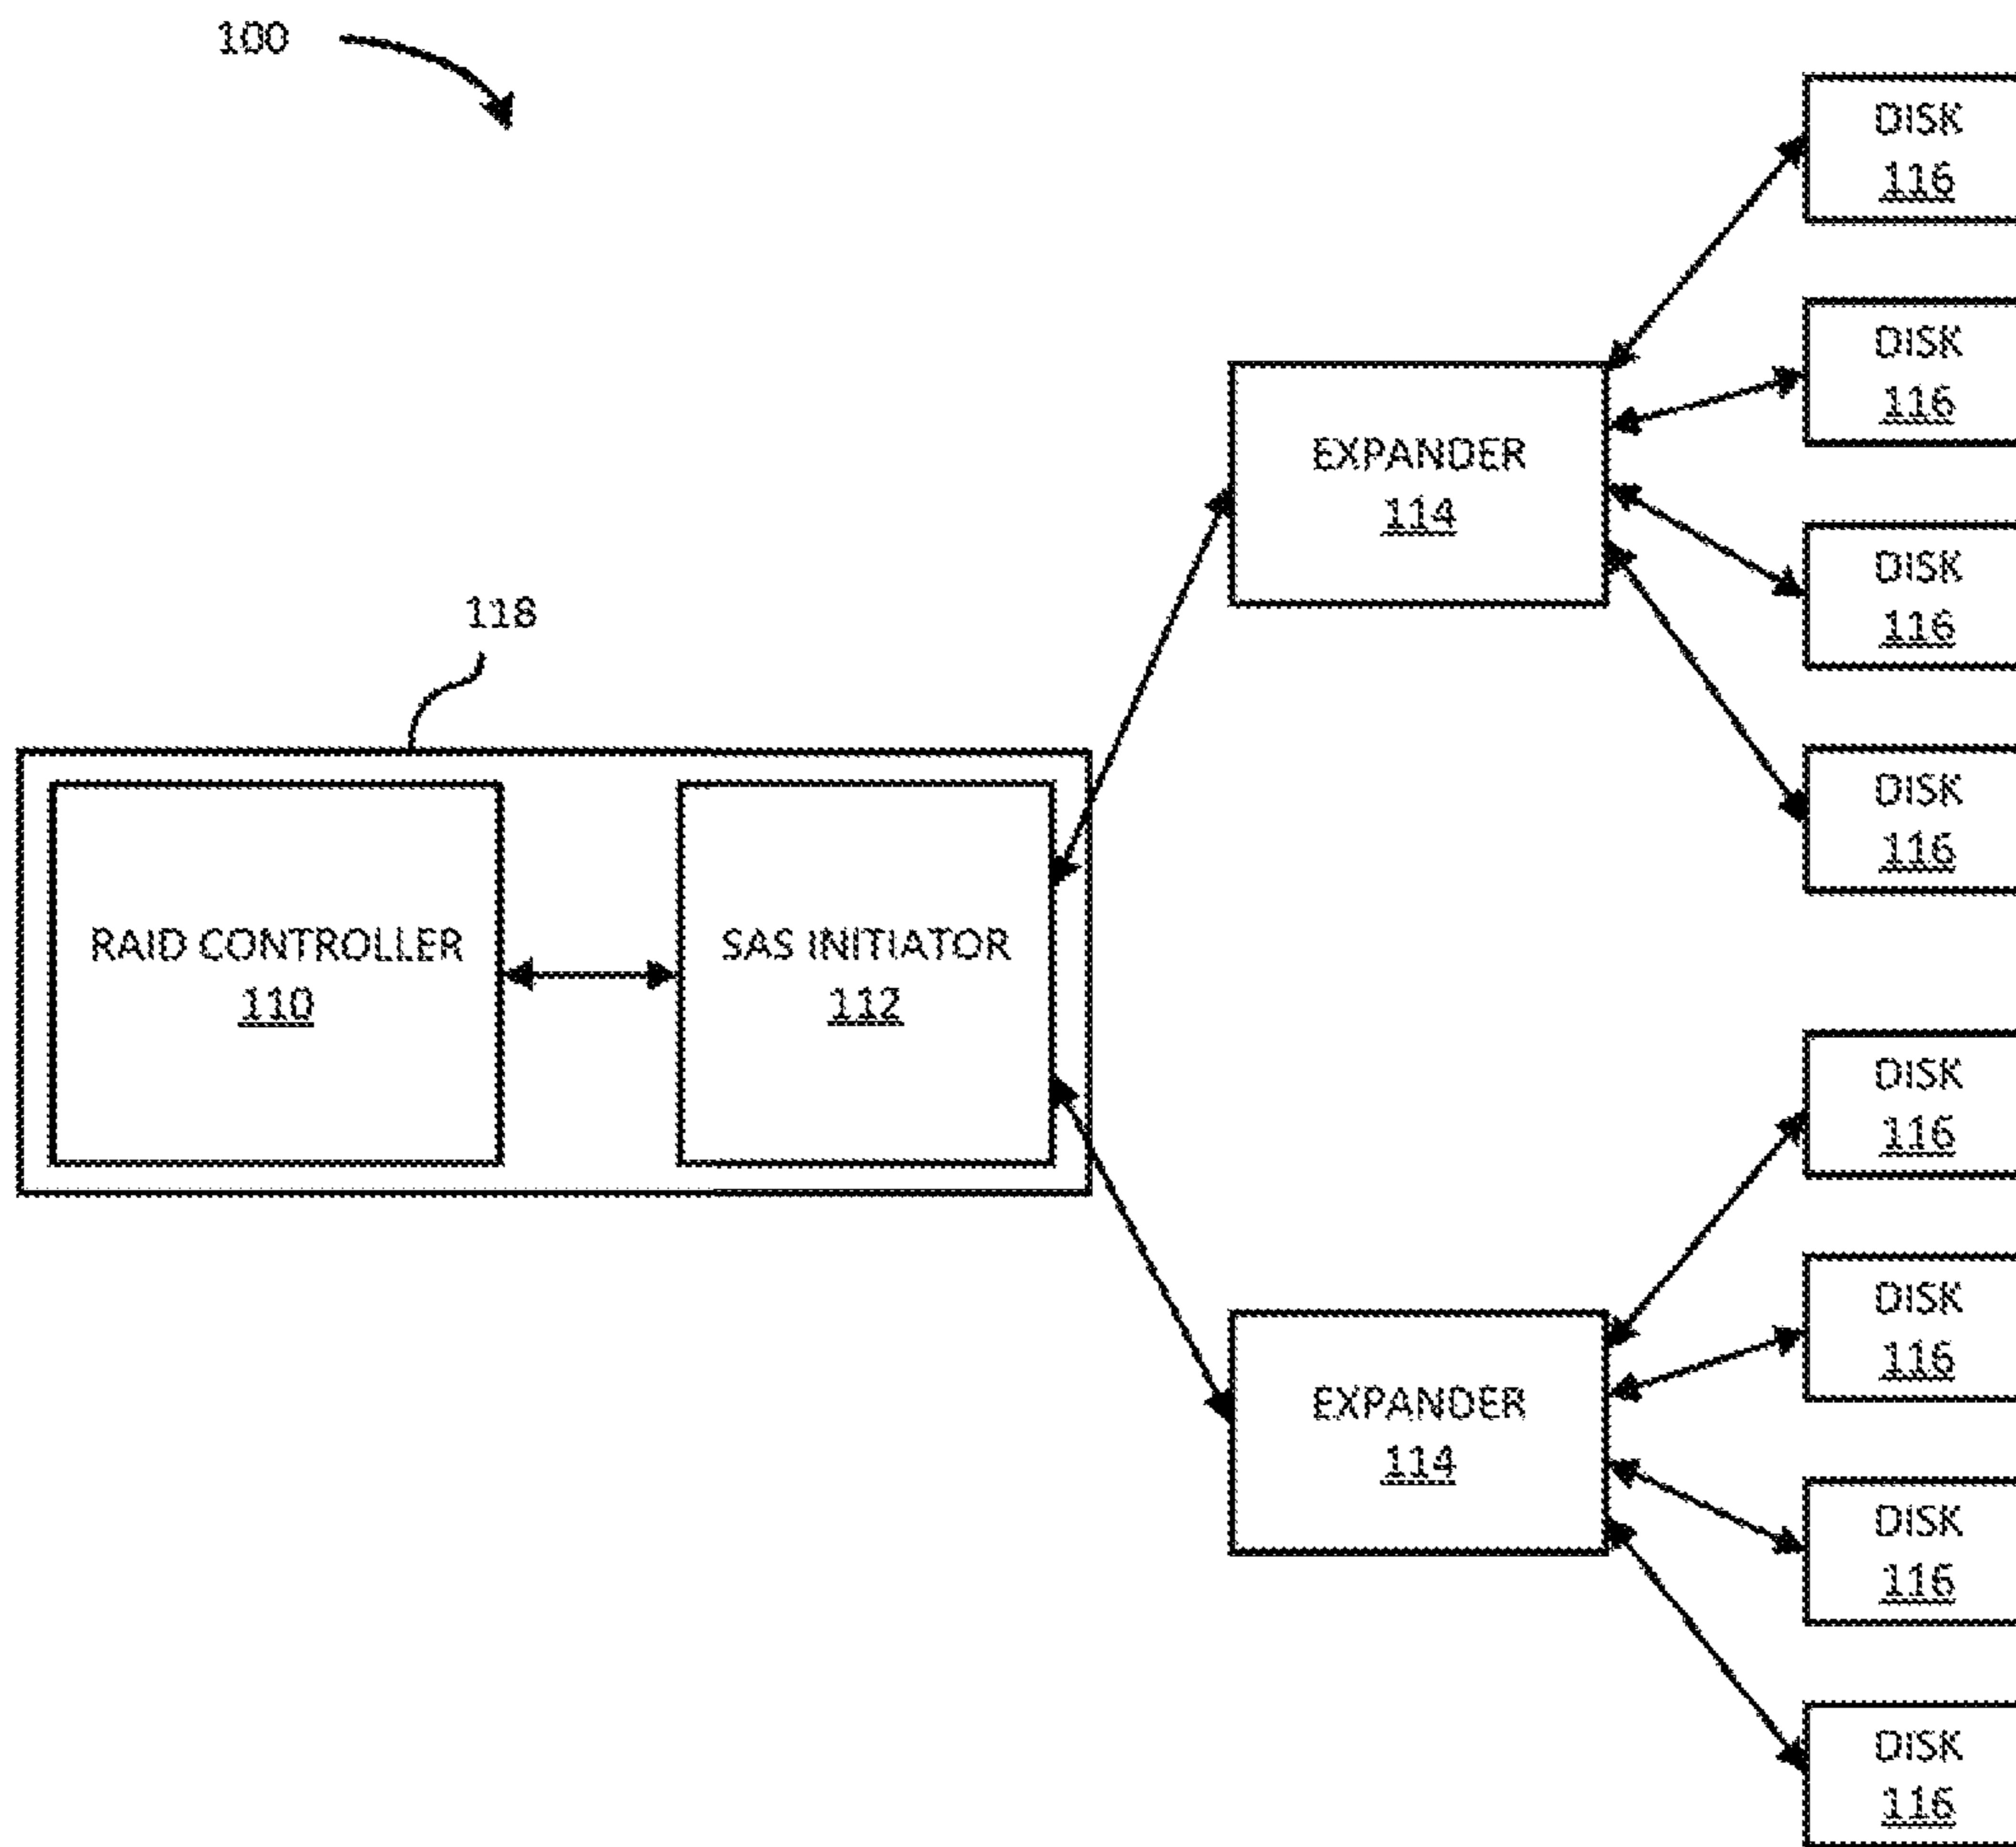 100
DISK
116
DISK
116
EXPANDER
114
DISK
116
118
DISK
116
RAID CONTROLLER
110
SAS INITIATOR
112
DISK
116
DISK
116
EXPANDER
114
DISK
116
DISK
116